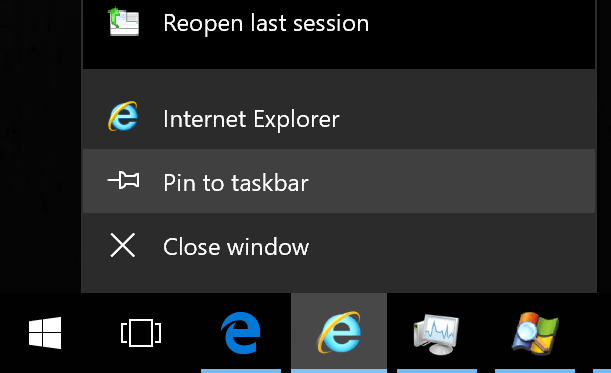 Reopen last session
Internet Explorer
Pin to taskbar
Close window